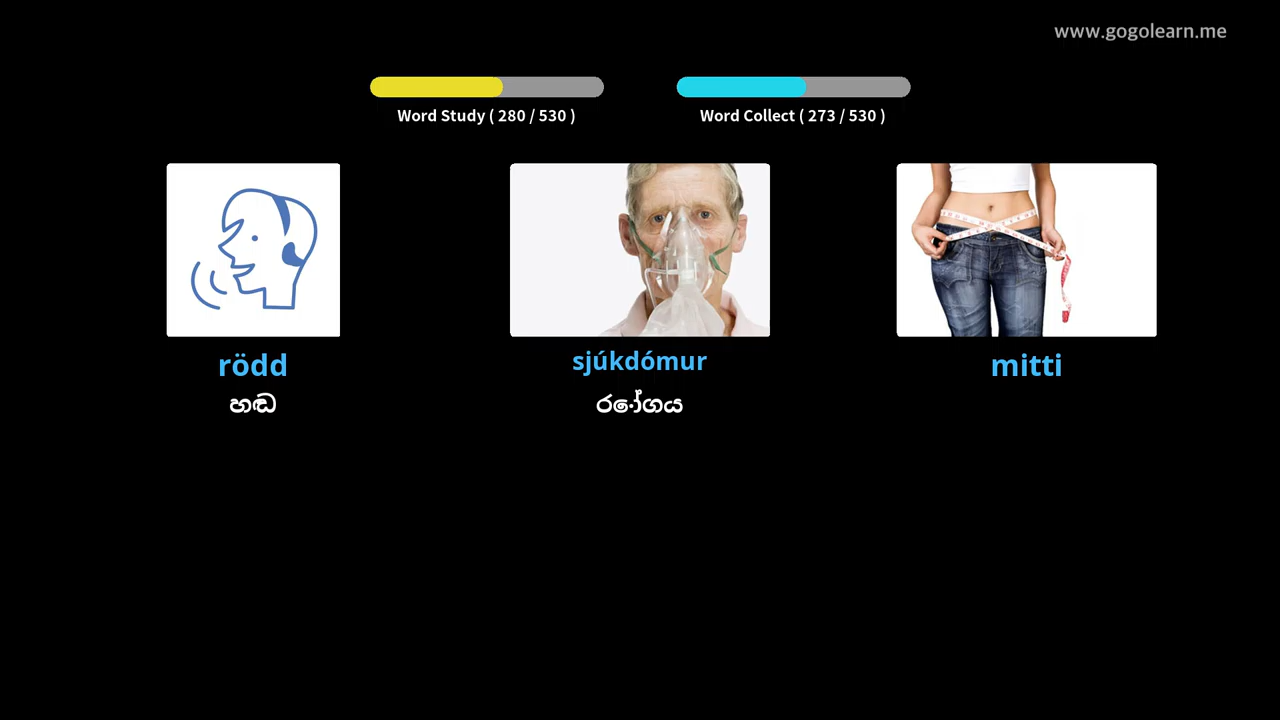 www.gogolearn.me
Word Study ( 280 / 530 )
Word Collect ( 273 / 530 )
rödd
හඬ
sjúkdómur
රෝගය
mitti